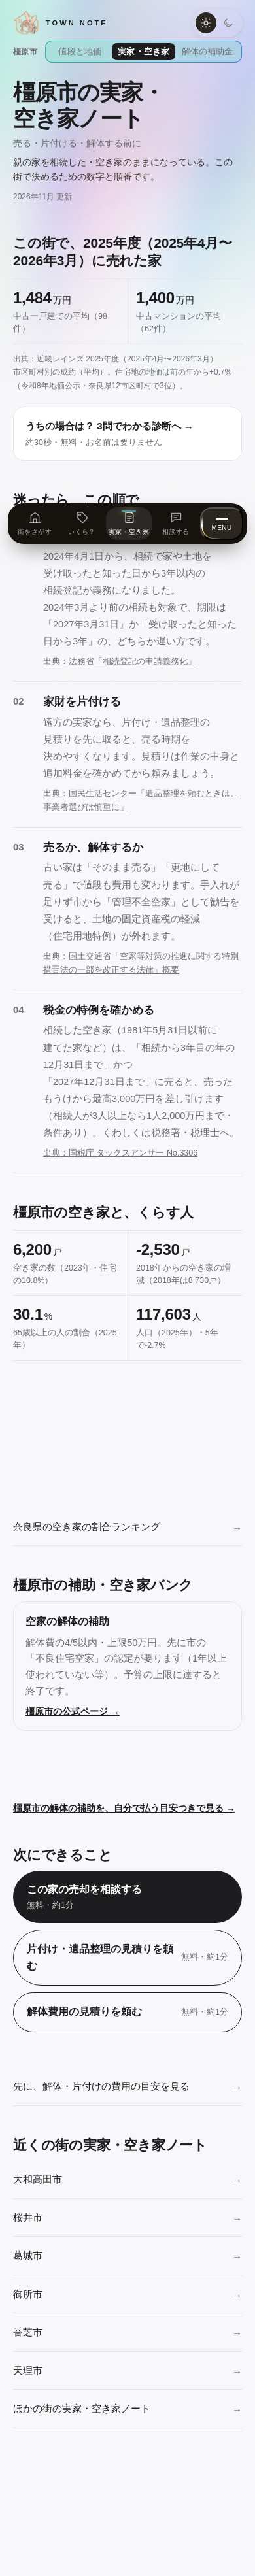 TOWN NOTE
橿原市
値段と地価
実家・空き家
解体の補助金
橿原市の実家・
空き家ノート
売る・片付ける・解体する前に
親の家を相続した・空き家のままになっている。この
街で決めるための数字と順番です。
2026年11月 更新
この街で、2025年度（2025年4月〜
2026年3月）に売れた家
1,484万円
中古一戸建ての平均（98
件）
1,400万円
中古マンションの平均
（62件）
出典：近畿レインズ 2025年度（2025年4月〜2026年3月）
市区町村別の成約（平均）。住宅地の地価は前の年から+0.7%
（令和8年地価公示・奈良県12市区町村で3位）。
うちの場合は？ 3問でわかる診断へ →
約30秒・無料・お名前は要りません
迷ったら、この順で
街をさがす
いくら？
実家・空き家
相談する
MENU
2024年4月1日から、相続で家や土地を
受け取ったと知った日から3年以内の
相続登記が義務になりました。
2024年3月より前の相続も対象で、期限は
「2027年3月31日」か「受け取ったと知った
日から3年」の、どちらか遅い方です。
出典：法務省「相続登記の申請義務化」
02
家財を片付ける
遠方の実家なら、片付け・遺品整理の
見積りを先に取ると、売る時期を
決めやすくなります。見積りは作業の中身と
追加料金を確かめてから頼みましょう。
出典：国民生活センター「遺品整理を頼むときは、
事業者選びは慎重に」
03
売るか、解体するか
古い家は「そのまま売る」「更地にして
売る」で値段も費用も変わります。手入れが
足りず市から「管理不全空家」として勧告を
受けると、土地の固定資産税の軽減
（住宅用地特例）が外れます。
出典：国土交通省「空家等対策の推進に関する特別
措置法の一部を改正する法律」概要
04
税金の特例を確かめる
相続した空き家（1981年5月31日以前に
建てた家など）は、「相続から3年目の年の
12月31日まで」かつ
「2027年12月31日まで」に売ると、売った
もうけから最高3,000万円を差し引けます
（相続人が3人以上なら1人2,000万円まで・
条件あり）。くわしくは税務署・税理士へ。
出典：国税庁 タックスアンサー No.3306
橿原市の空き家と、くらす人
6,200戸
空き家の数（2023年・住宅
の10.8%）
-2,530戸
2018年からの空き家の増
減（2018年は8,730戸）
30.1%
65歳以上の人の割合（2025
年）
117,603人
人口（2025年）・5年
で-2.7%
奈良県の空き家の割合ランキング
→
橿原市の補助・空き家バンク
空家の解体の補助
解体費の4/5以内・上限50万円。先に市の
「不良住宅空家」の認定が要ります（1年以上
使われていない等）。予算の上限に達すると
終了です。
橿原市の公式ページ →
橿原市の解体の補助を、自分で払う目安つきで見る →
次にできること
この家の売却を相談する
無料・約1分
片付け・遺品整理の見積りを頼
む
無料・約1分
解体費用の見積りを頼む
無料・約1分
先に、解体・片付けの費用の目安を見る
→
近くの街の実家・空き家ノート
大和高田市
→
桜井市
→
葛城市
→
御所市
→
香芝市
→
天理市
→
ほかの街の実家・空き家ノート
→